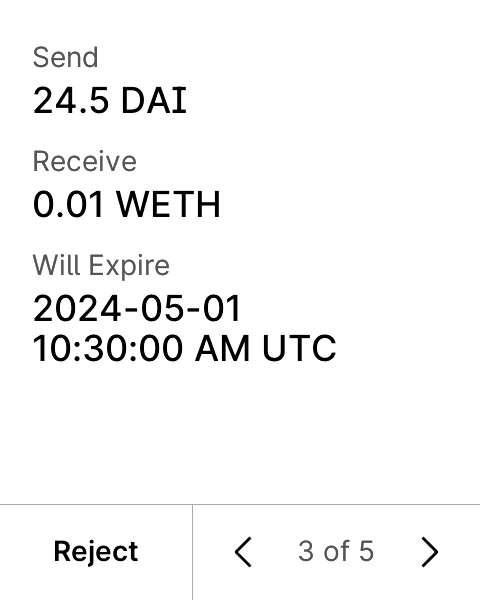 Send
24.5 DAI
Receive
0.01 WETH
Will Expire
2024-05-01
10:30:00 AM UTC
Reject
3 of 5